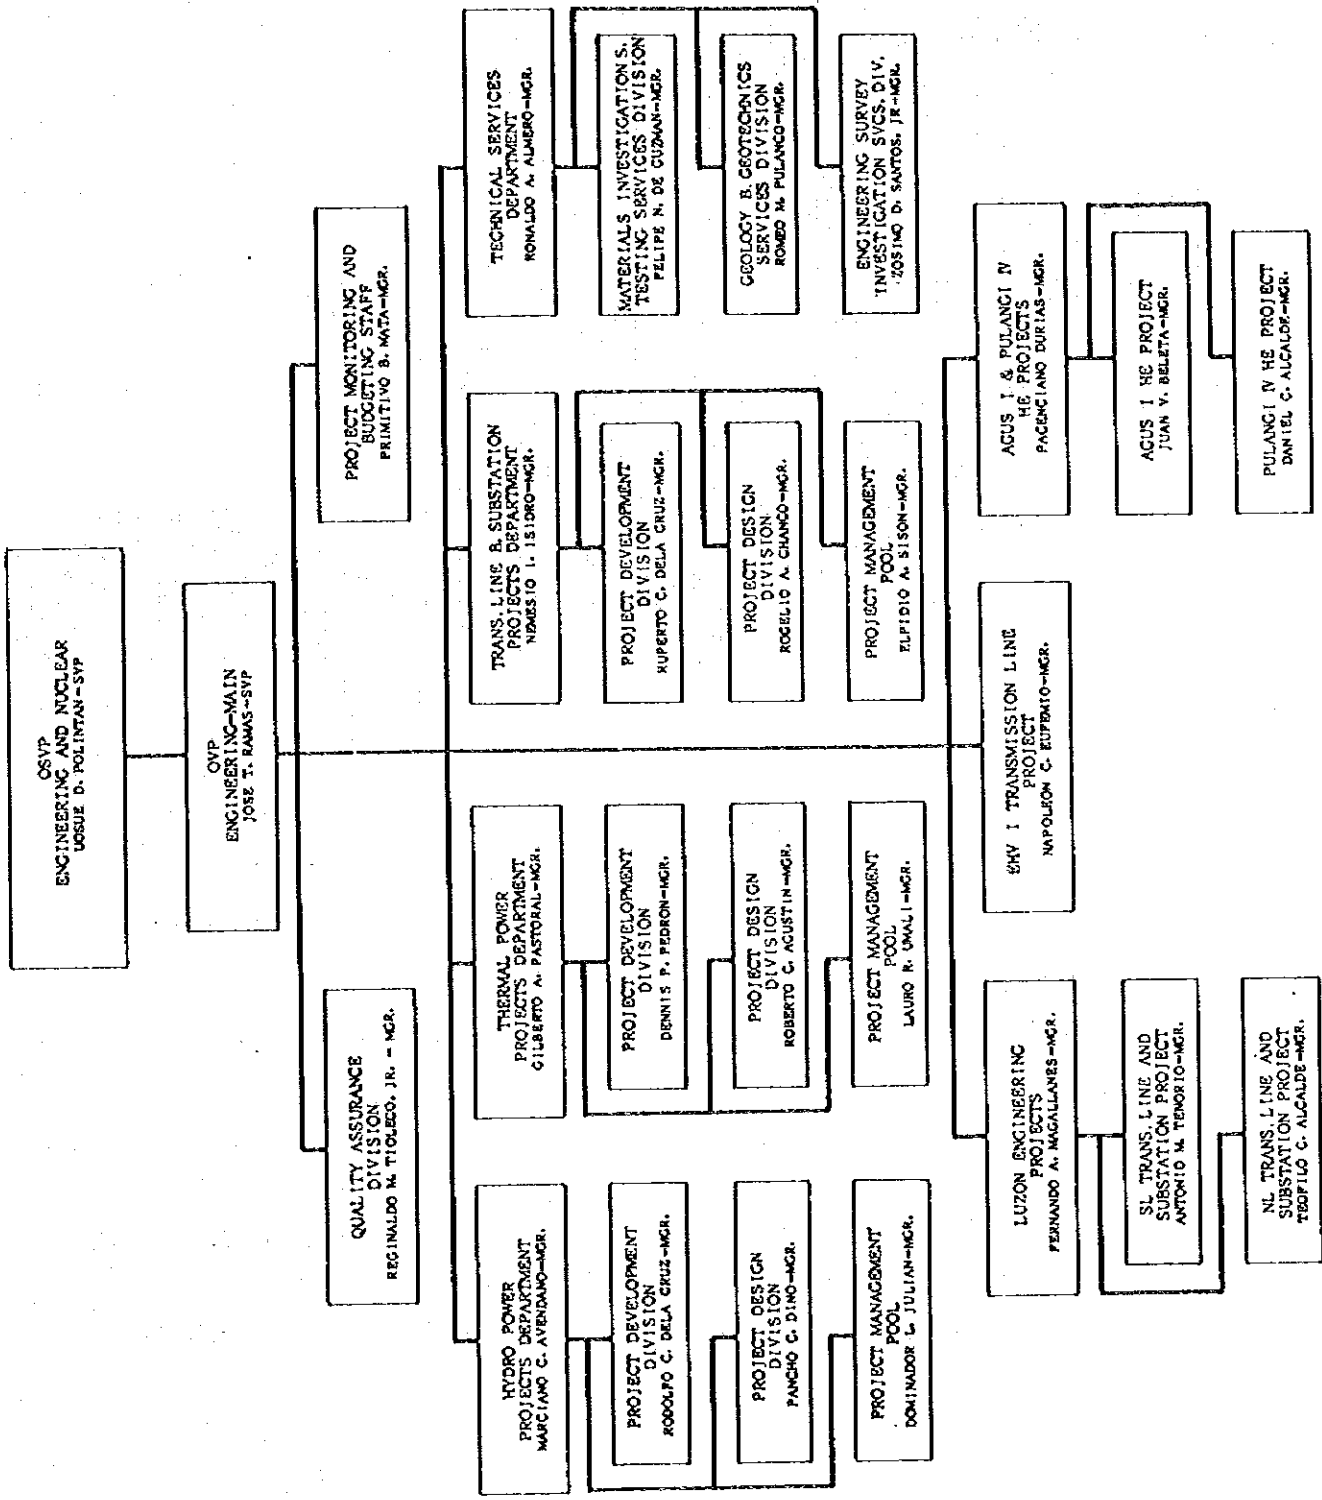 OSVP
ENGINEERING AND NUCLEAR
UOSUE D. POLINTAN-SVP
OVP
ENGINEERING-MAIN
JOSE T. RAMAS-SVP
QUALITY ASSURANCE
DIVISION
REGINALDO M. TIOLECO, JR. - MGR.
PROJECT MONITORING AND
BUDGETING STAFF
PRIMITIVO B. MATA-MGR.
HYDRO POWER
PROJECTS DEPARTMENT
MARCIANO C. AVENDANO-MGR.
PROJECT DEVELOPMENT
DIVISION
RODOLFO C. DELA CRUZ-MGR.
PROJECT DESIGN
DIVISION
PANCHO C. DINO-MGR.
PROJECT MANAGEMENT
POOL
DOMINADOR L. JULIAN-MGR.
THERMAL POWER
PROJECTS DEPARTMENT
GILBERTO A. PASTORAL-MGR.
PROJECT DEVELOPMENT
DIVISION
DENNIS P. PEDRON-MGR.
PROJECT DESIGN
DIVISION
ROBERTO C. AGUSTIN-MGR.
PROJECT MANAGEMENT
POOL
LAURO R. UMALI-MGR.
TRANS. LINE B. SUBSTATION
PROJECTS DEPARTMENT
NEMESIO I. ISIDRO-MGR.
PROJECT DEVELOPMENT
DIVISION
RUPERTO C. DELA CRUZ-MGR.
PROJECT DESIGN
DIVISION
ROGELIO A. CHANCO-MGR.
PROJECT MANAGEMENT
POOL
ELPIDIO A. SISON-MGR.
TECHNICAL SERVICES
DEPARTMENT
RONALDO A. ALMERO-MGR.
MATERIALS INVESTIGATIONS.
TESTING SERVICES DIVISION
FELIPE N. DE GUZMAN-MGR.
GEOLOGY B. GEOTECHNICS
SERVICES DIVISION
ROMEO M. PULANCO-MGR.
ENGINEERING SURVEY
INVESTIGATION SVCS. DIV.
ZOSIMO D. SANTOS. JR-MGR.
LUZON ENGINEERING
PROJECTS
FERNANDO A. MAGALLANES-MGR.
SL TRANS. LINE AND
SUBSTATION PROJECT
ANTONIO M. TENORIO-MGR.
NL TRANS. LINE AND
SUBSTATION PROJECT
TEOFILO C. ALCALDE-MGR.
EHV I TRANSMISSION LINE
PROJECT
NAPOLEON C. EUFEMIO-MGR.
AGUS I & PULANGI IV
HE PROJECTS
PACENCIANO DURIAS-MGR.
AGUS I HE PROJECT
JUAN V. BELETA-MGR.
PULANGI IV HE PROJECT
DANIEL C. ALCALDE-MGR.